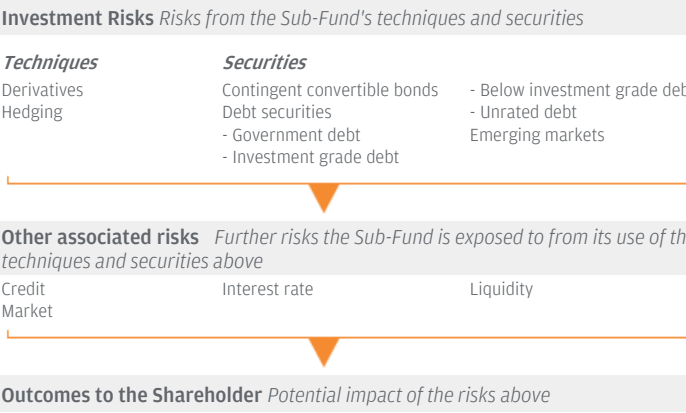 Investment Risks Risks from the Sub-Fund's techniques and securities
Techniques
Derivatives
Hedging
Securities
Contingent convertible bonds
Debt securities
- Government debt
- Investment grade debt
- Below investment grade
- Unrated debt
Emerging markets
Other associated risks Further risks the Sub-Fund is exposed to from its use of
techniques and securities above
Credit
Market
Interest rate
Liquidity
Outcomes to the Shareholder Potential impact of the risks above